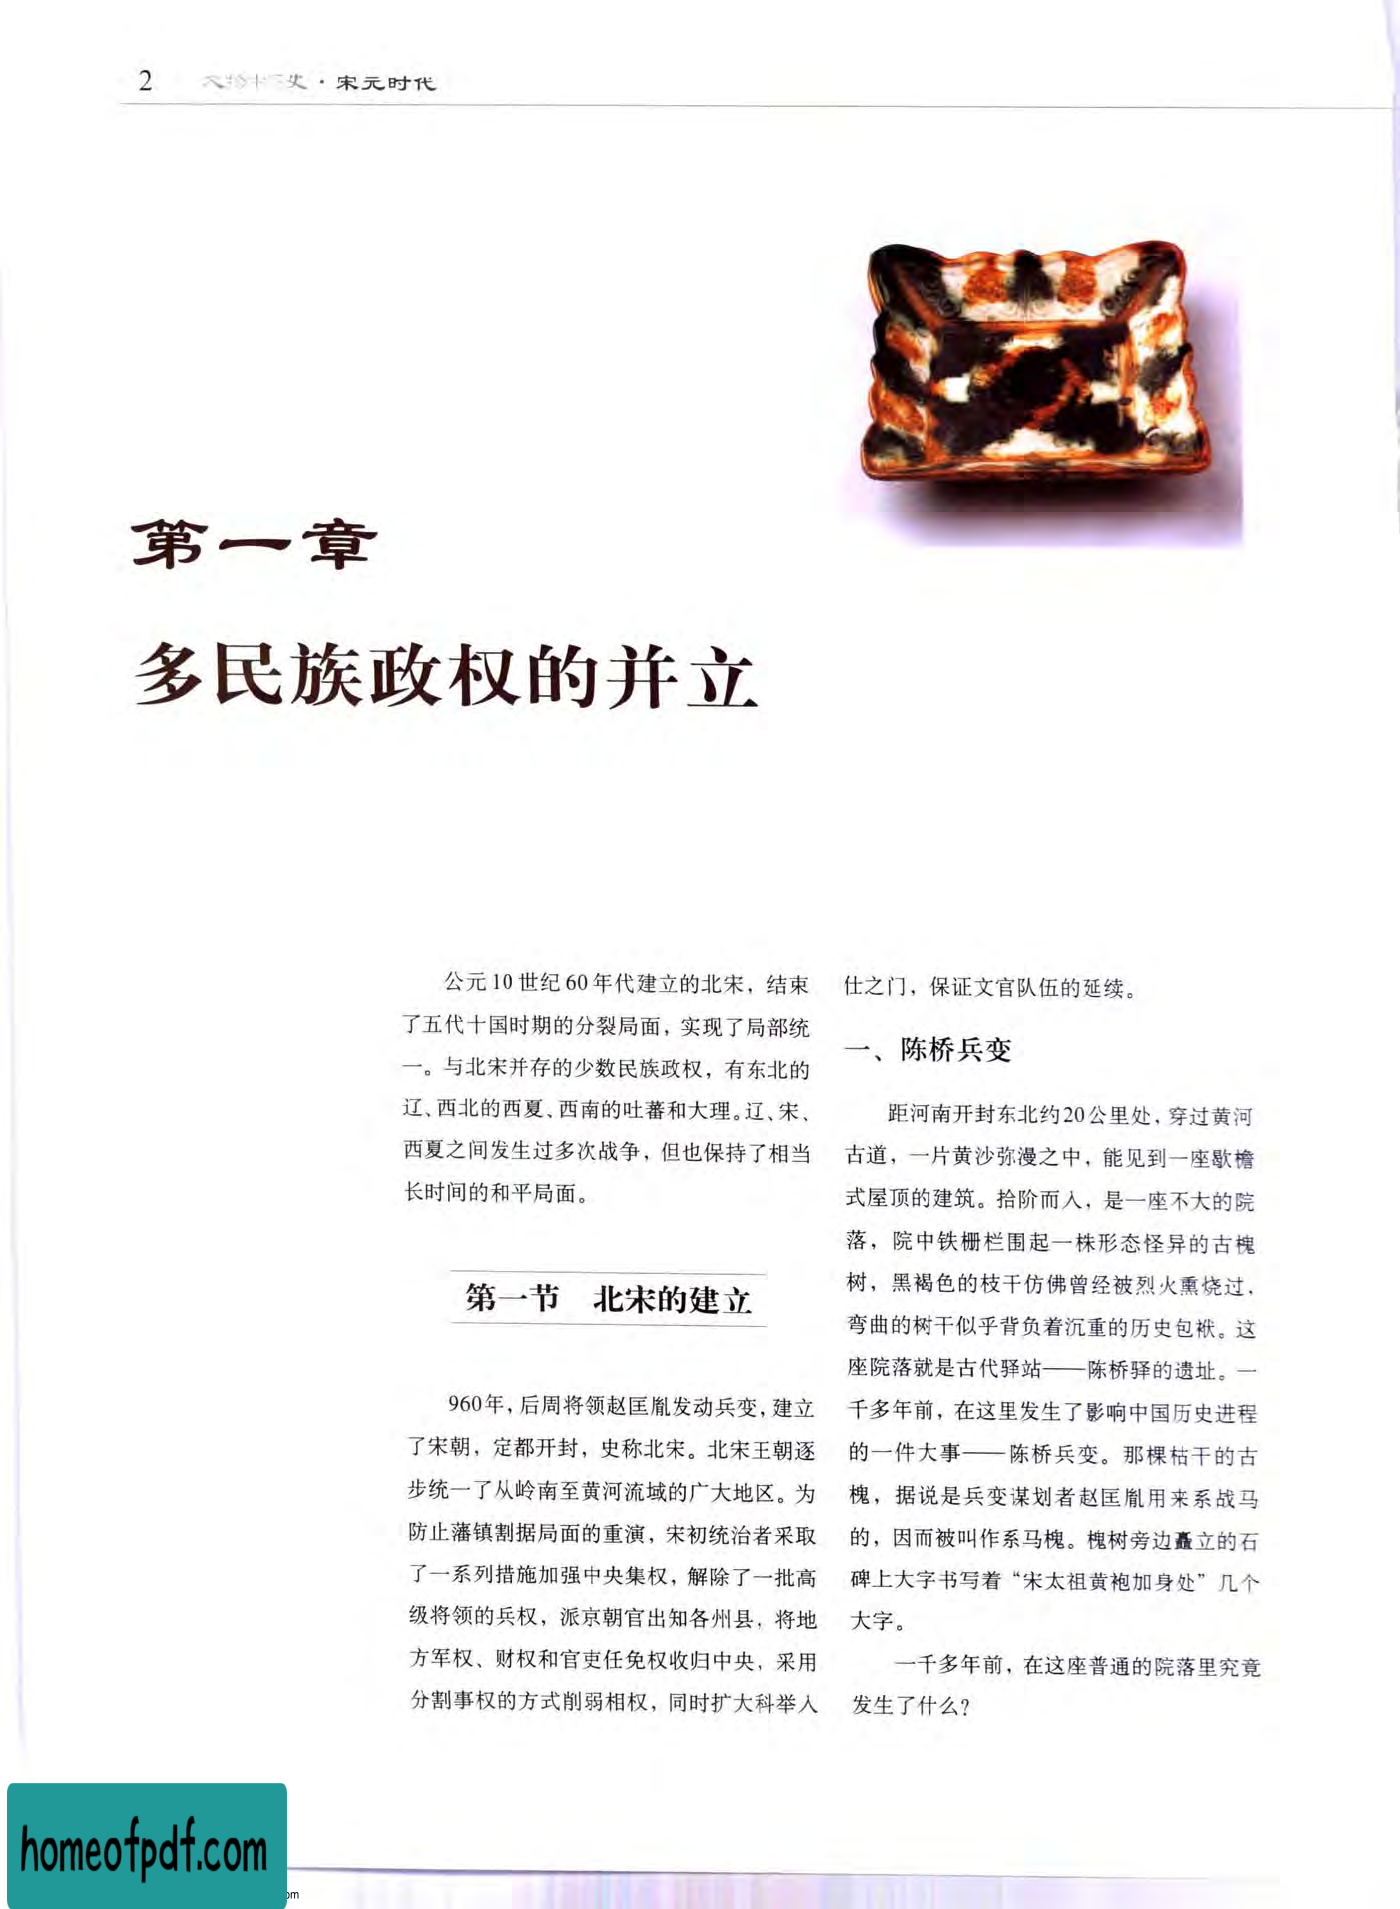 2
史·宋元时代
第一章
多民族政权的并立
公元10世纪60年代建立的北宋，结束
了五代十国时期的分裂局面，实现了局部统
一。与北宋并存的少数民族政权，有东北的
辽、西北的西夏、西南的吐蕃和大理。辽、宋、
西夏之间发生过多次战争，但也保持了相当
长时间的和平局面。
第一节 北宋的建立
960年，后周将领赵匡胤发动兵变，建立
了宋朝，定都开封，史称北宋。北宋王朝逐
步统一了从岭南至黄河流域的广大地区。为
防止藩镇割据局面的重演，宋初统治者采取
了一系列措施加强中央集权，解除了一批高
级将领的兵权，派京朝官出知各州县，将地
方军权、财权和官吏任免权收归中央，采用
分割事权的方式削弱相权，同时扩大科举入
仕之门，保证文官队伍的延续。
一、陈桥兵变
距河南开封东北约20公里处，穿过黄河
古道，一片黄沙弥漫之中，能见到一座歇檐
式屋顶的建筑。拾阶而入，是一座不大的院
落，院中铁栅栏围起一株形态怪异的古槐
树，黑褐色的枝干仿佛曾经被烈火熏烧过，
弯曲的树干似乎背负着沉重的历史包袱。这
座院落就是古代驿站——陈桥驿的遗址。一
千多年前，在这里发生了影响中国历史进程
的一件大事——陈桥兵变。那棵枯干的古
槐，据说是兵变谋划者赵匡胤用来系战马
的，因而被叫作系马槐。槐树旁边矗立的石
碑上大字书写着“宋太祖黄袍加身处”几个
大字。
一千多年前，在这座普通的院落里究竟
发生了什么？
homeofpdf.com
om